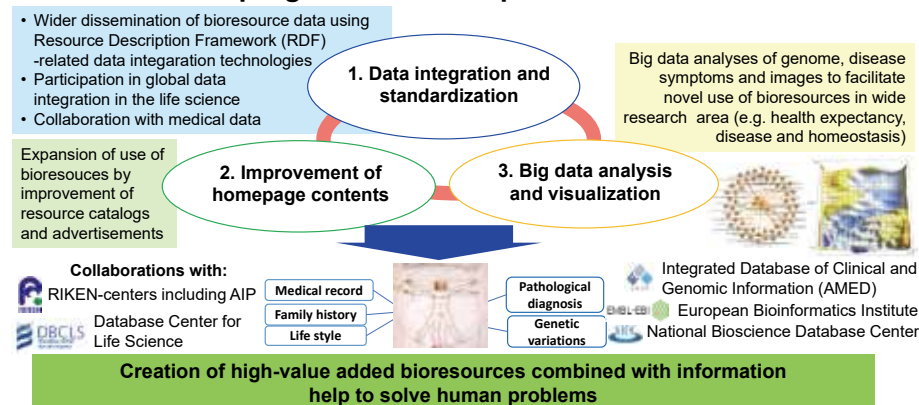 • Wider dissemination of bioresource data using
Resource Description Framework (RDF)
-related data integaration technologies
• Participation in global data
integration in the life science
• Collaboration with medical data
1. Data integration and
standardization
Big data analyses of genome, disease
symptoms and images to facilitate
novel use of bioresources in wide
research area (e.g. health expectancy,
disease and homeostasis)
Expansion of use of
bioresouces by
improvement of
resource catalogs
and advertisements
2. Improvement of
homepage contents
3. Big data analysis
and visualization
Collaborations with:
RIKEN-centers including AIP
DBCLS
Database Center for
Life Science
Medical record
Family history
Life style
Pathological
diagnosis
Genetic
variations
Integrated Database of Clinical and
Genomic Information (AMED)
EMBL-EBI
European Bioinformatics Institute
National Bioscience Database Center
Creation of high-value added bioresources combined with information
help to solve human problems